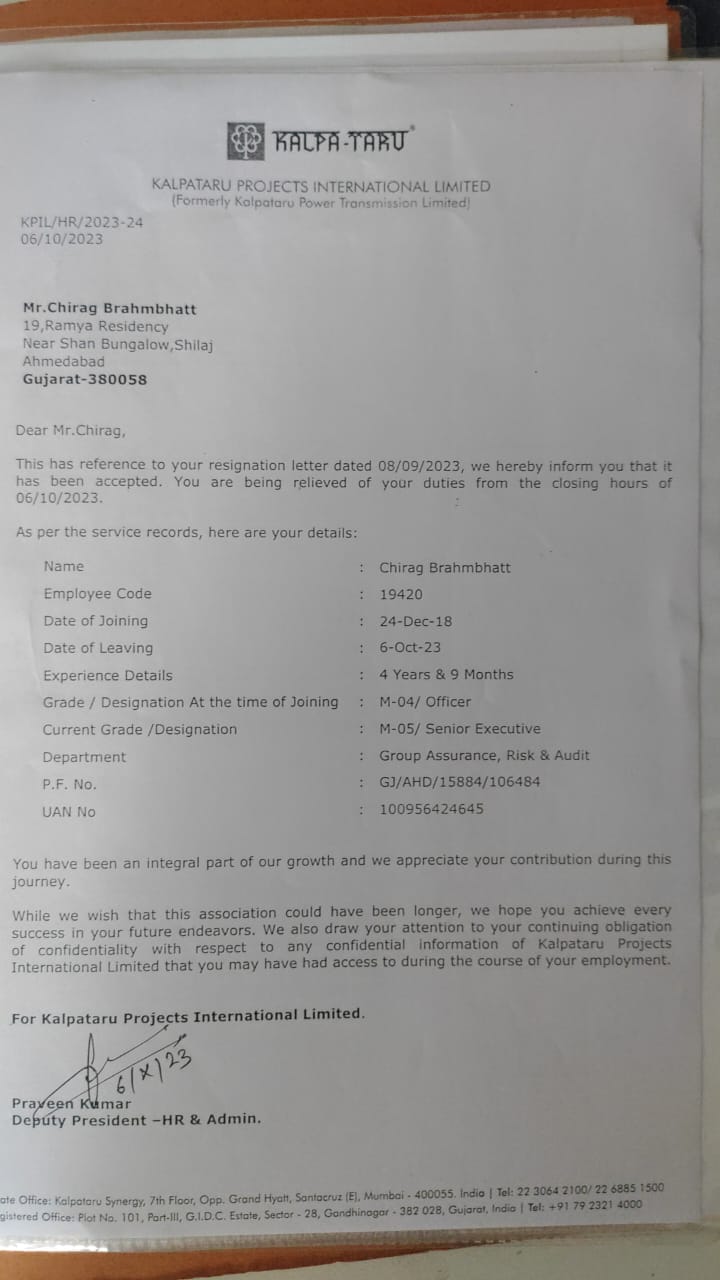 KALPA-TARU®
KALPATARU PROJECTS INTERNATIONAL LIMITED
(Formerly Kalpataru Power Transmission Limited)
KPIL/HR/2023-24
06/10/2023
Mr.Chirag Brahmbhatt
19,Ramya Residency
Near Shan Bungalow,Shilaj
Ahmedabad
Gujarat-380058
Dear Mr.Chirag,
This has reference to your resignation letter dated 08/09/2023, we hereby inform you that it
has been accepted. You are being relieved of your duties from the closing hours of
06/10/2023.
As per the service records, here are your details:
Name : Chirag Brahmbhatt
Employee Code : 19420
Date of Joining : 24-Dec-18
Date of Leaving : 6-Oct-23
Experience Details : 4 Years & 9 Months
Grade / Designation At the time of Joining : M-04/ Officer
Current Grade /Designation : M-05/ Senior Executive
Department : Group Assurance, Risk & Audit
P.F. No. : GJ/AHD/15884/106484
UAN No : 100956424645
You have been an integral part of our growth and we appreciate your contribution during this
journey.
While we wish that this association could have been longer, we hope you achieve every
success in your future endeavors. We also draw your attention to your continuing obligation
of confidentiality with respect to any confidential information of Kalpataru Projects
International Limited that you may have had access to during the course of your employment.
For Kalpataru Projects International Limited.
6/X/23
Praveen Kumar
Deputy President –HR & Admin.
ate Office: Kalpataru Synergy, 7th Floor, Opp. Grand Hyatt, Santacruz (E), Mumbai - 400055. India | Tel: 22 3064 2100/ 22 6885 1500
gistered Office: Plot No. 101, Part-III, G.I.D.C. Estate, Sector - 28, Gandhinagar - 382 028, Gujarat, India | Tel: +91 79 2321 4000